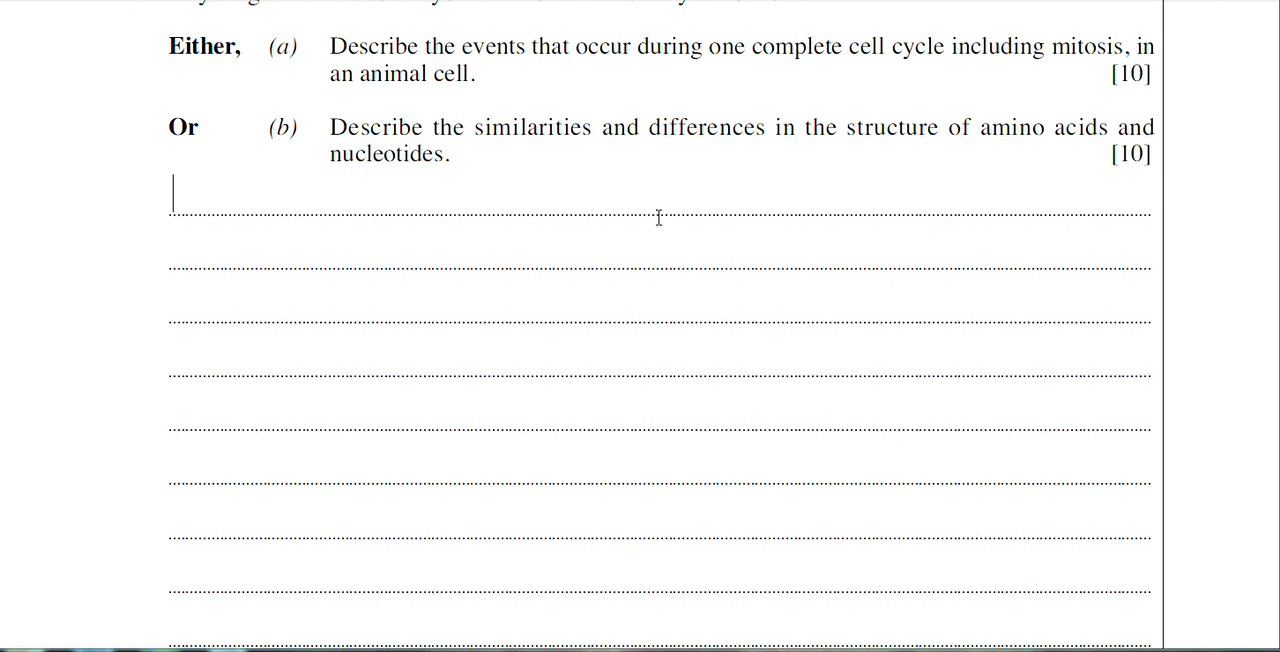 Either, (a) Describe the events that occur during one complete cell cycle including mitosis, in
an animal cell. [10]
Or (b) Describe the similarities and differences in the structure of amino acids and
nucleotides. [10]